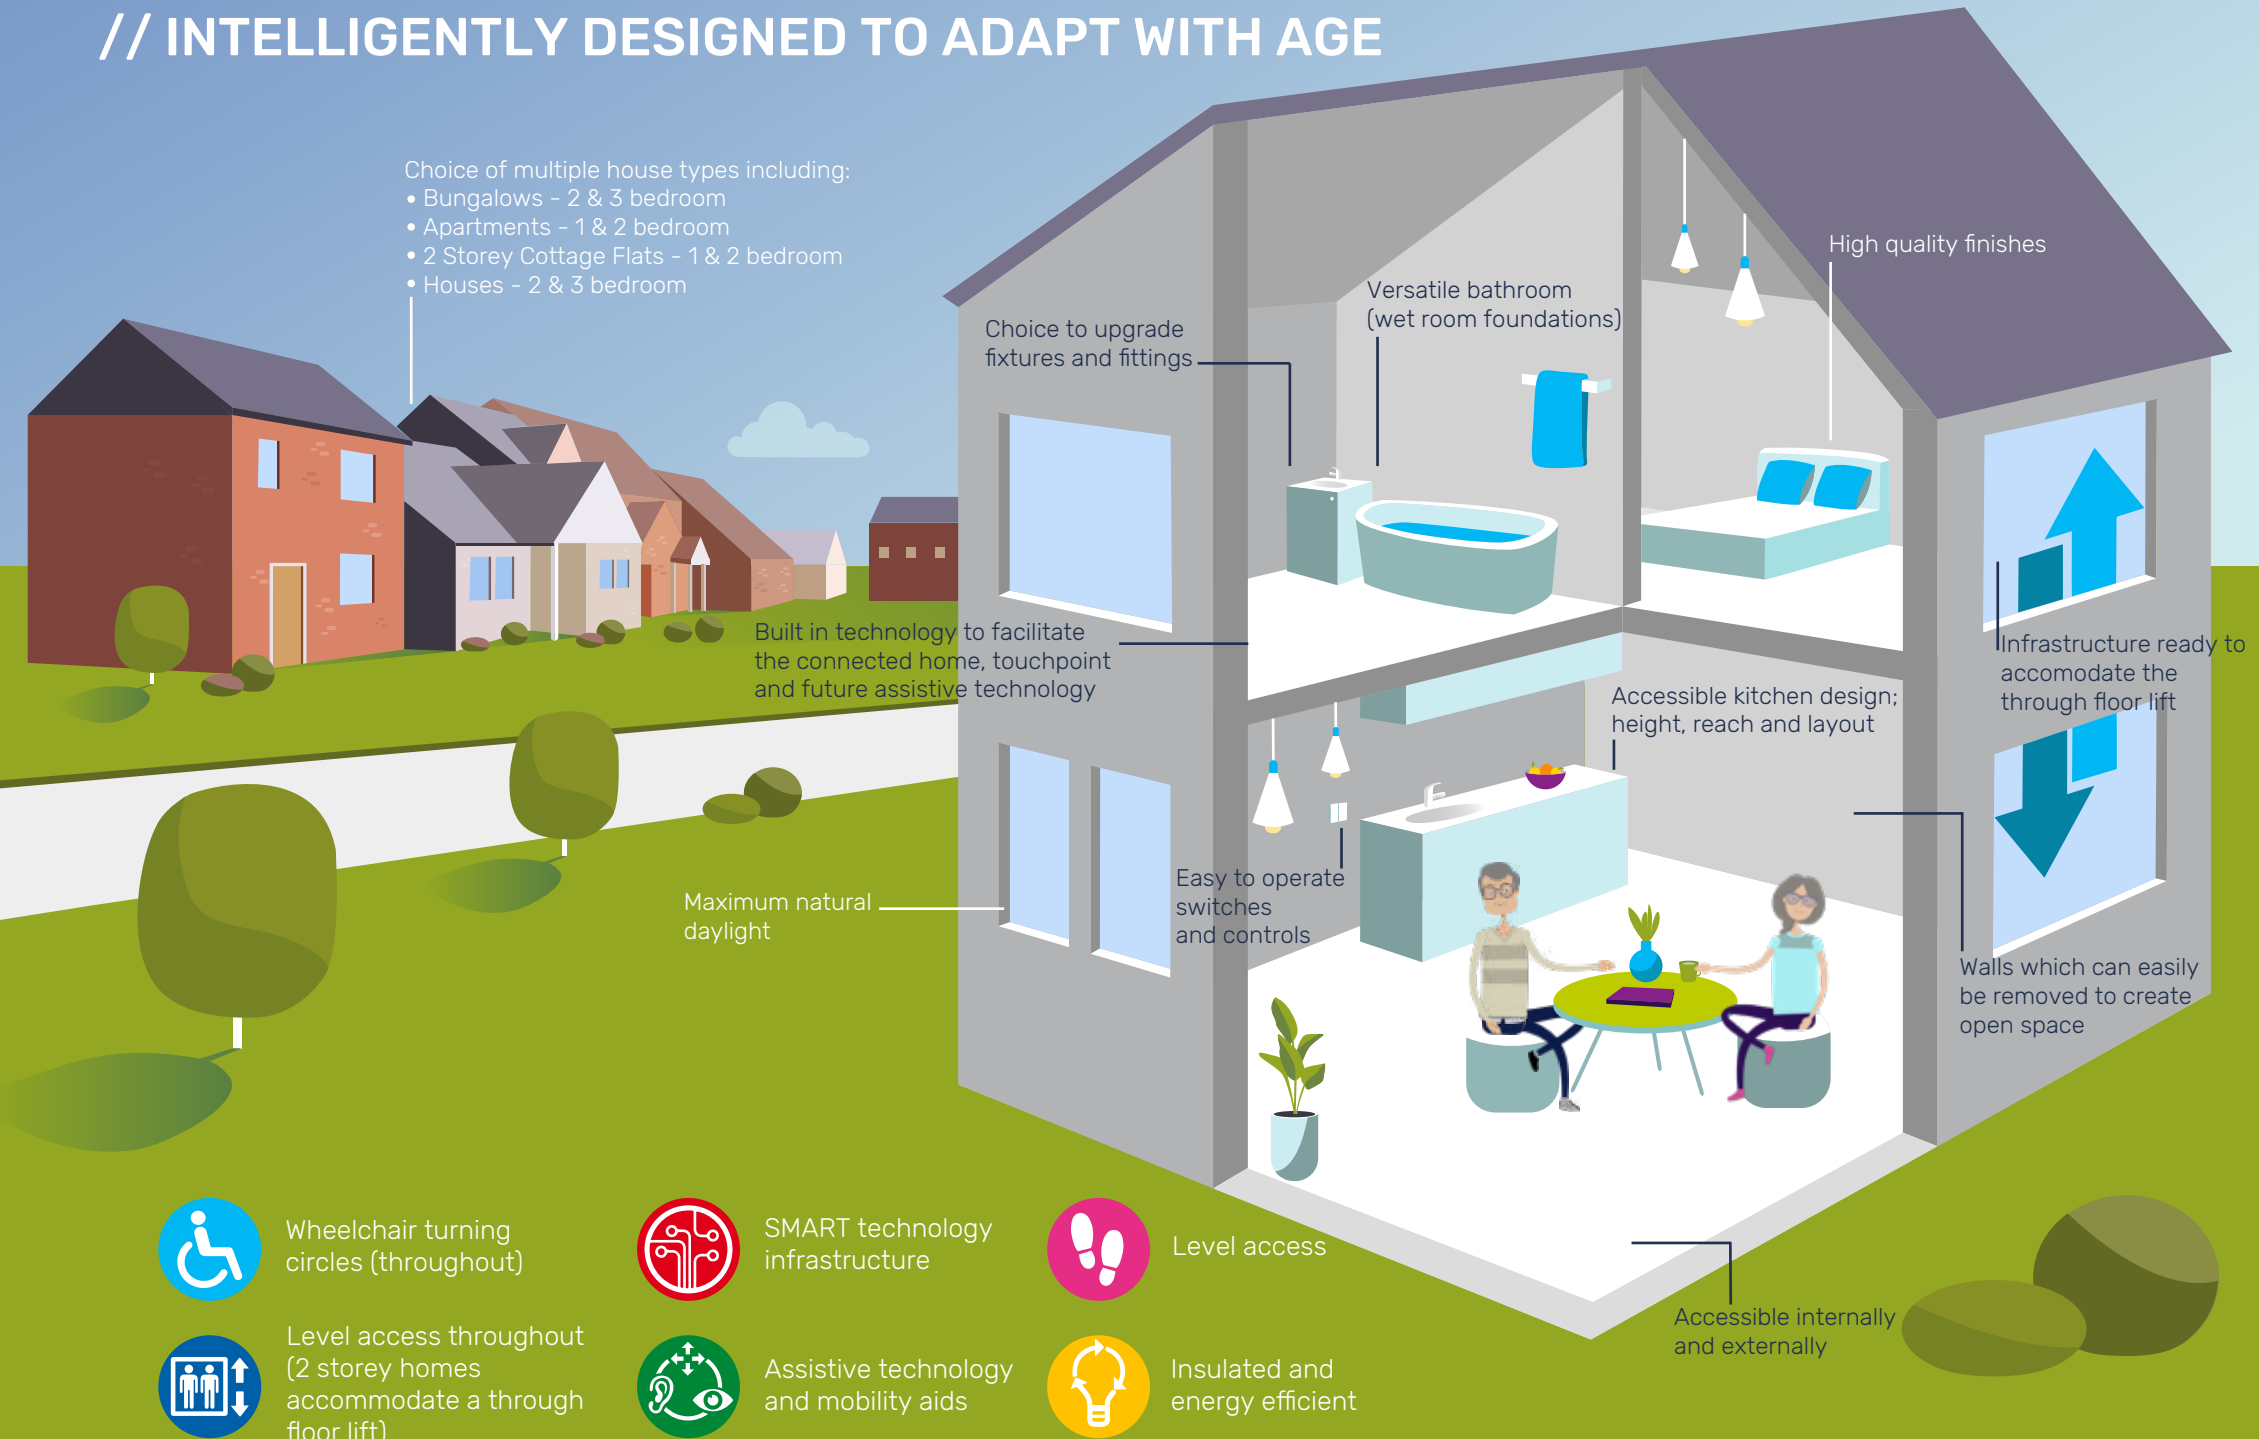 // INTELLIGENTLY DESIGNED TO ADAPT WITH AGE
Choice of multiple house types including:
• Bungalows - 2 & 3 bedroom
• Apartments - 1 & 2 bedroom
• 2 Storey Cottage Flats - 1 & 2 bedroom
• Houses - 2 & 3 bedroom
High quality finishes
Versatile bathroom
(wet room foundations)
Choice to upgrade
fixtures and fittings
Built in technology to facilitate
the connected home, touchpoint
and future assistive technology
Infrastructure ready to
accomodate the
through floor lift
Accessible kitchen design;
height, reach and layout
Easy to operate
switches
and controls
Maximum natural
daylight
Walls which can easily
be removed to create
open space
Accessible internally
and externally
Wheelchair turning
circles (throughout)
SMART technology
infrastructure
Level access
Level access throughout
(2 storey homes
accommodate a through
floor lift)
Assistive technology
and mobility aids
Insulated and
energy efficient